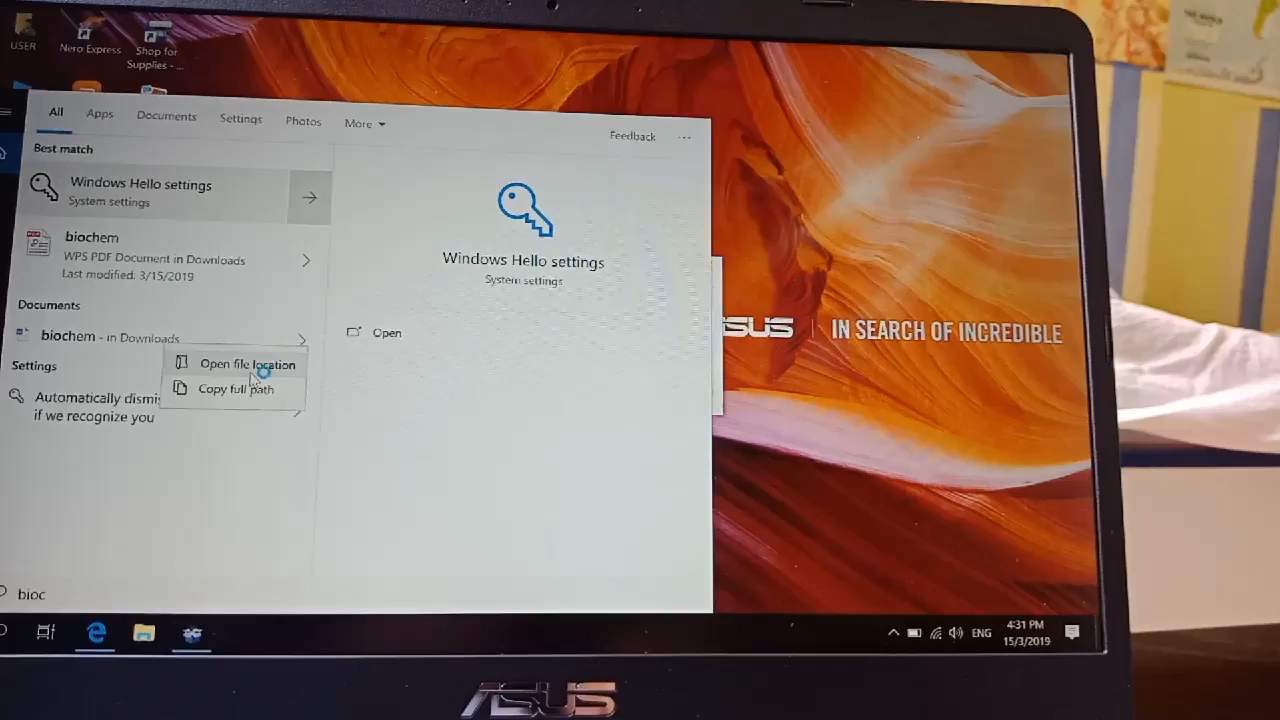 USER
Nero Express
Shop for
Supplies - ...
All
Apps
Documents
Settings
Photos
More
Feedback
...
Best match
Windows Hello settings
System settings
biochem
WPS PDF Document in Downloads
Last modified: 3/15/2019
Documents
biochem - in Downloads
Open file location
Copy full path
Settings
Automatically dismi
if we recognize you
Windows Hello settings
System settings
Open
ASUS
IN SEARCH OF INCREDIBLE
bioc
ENG
4:31 PM
15/3/2019
ASUS